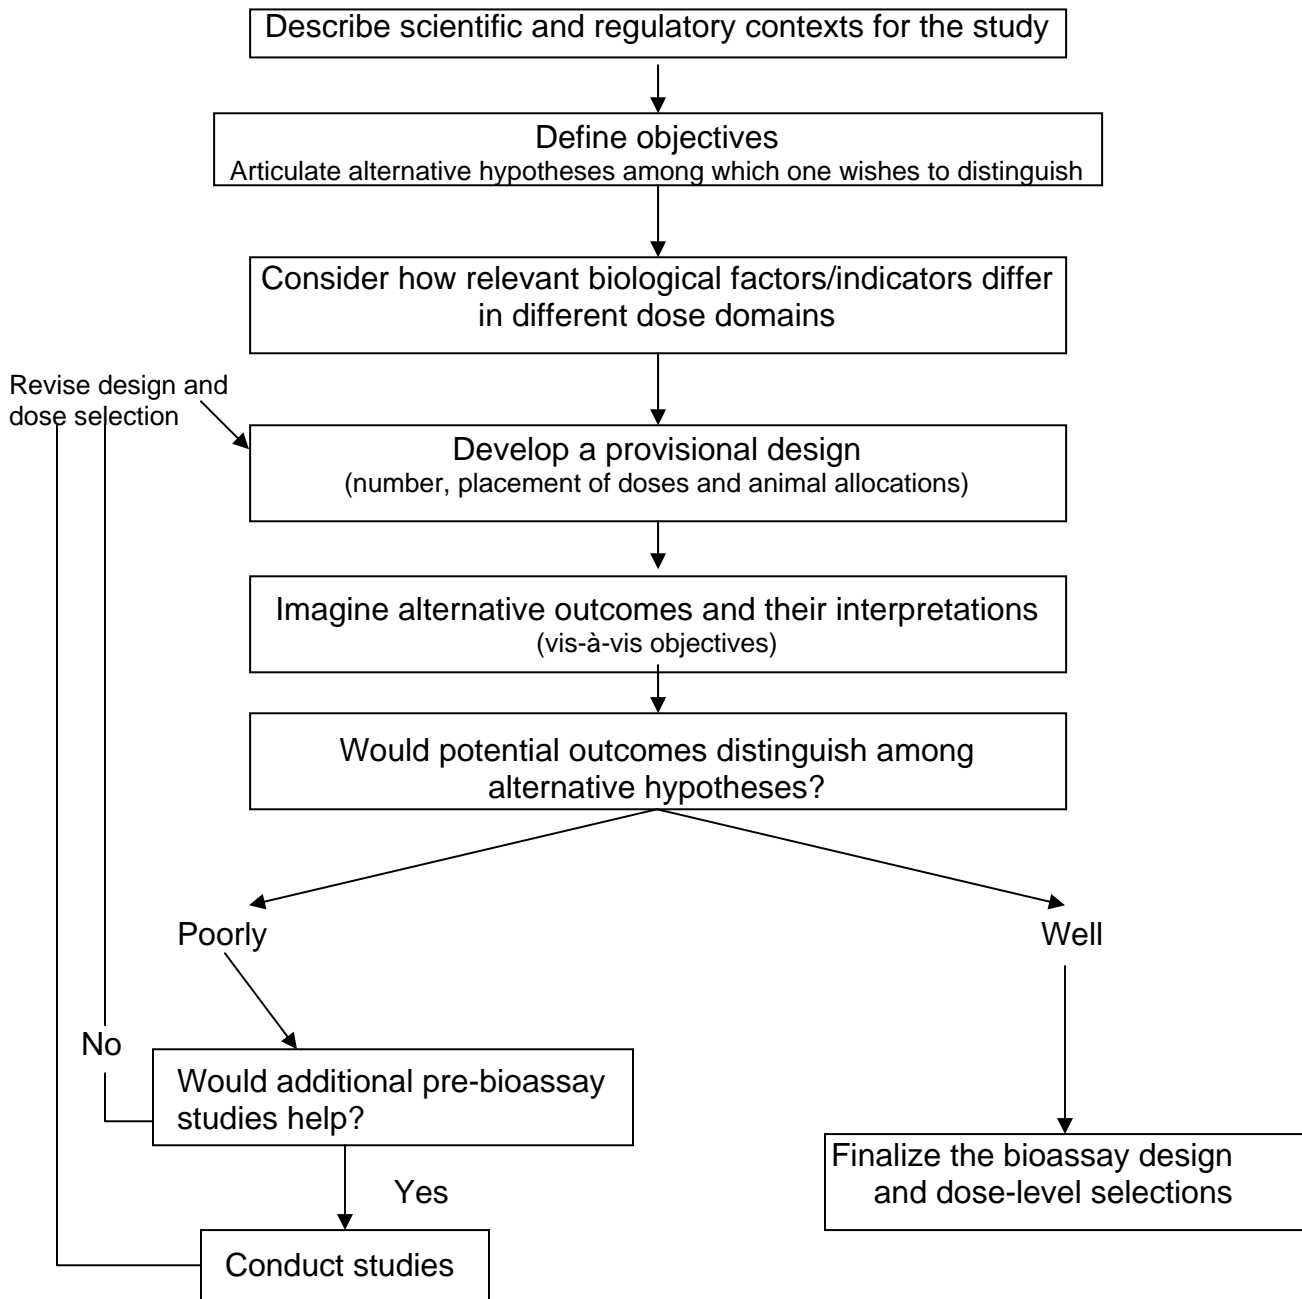 Describe scientific and regulatory contexts for the study
Define objectives
Articulate alternative hypotheses among which one wishes to distinguish
Consider how relevant biological factors/indicators differ
in different dose domains
Revise design and
dose selection
Develop a provisional design
(number, placement of doses and animal allocations)
Imagine alternative outcomes and their interpretations
(vis-à-vis objectives)
Would potential outcomes distinguish among
alternative hypotheses?
Poorly
Well
No
Would additional pre-bioassay
studies help?
Yes
Conduct studies
Finalize the bioassay design
and dose-level selections